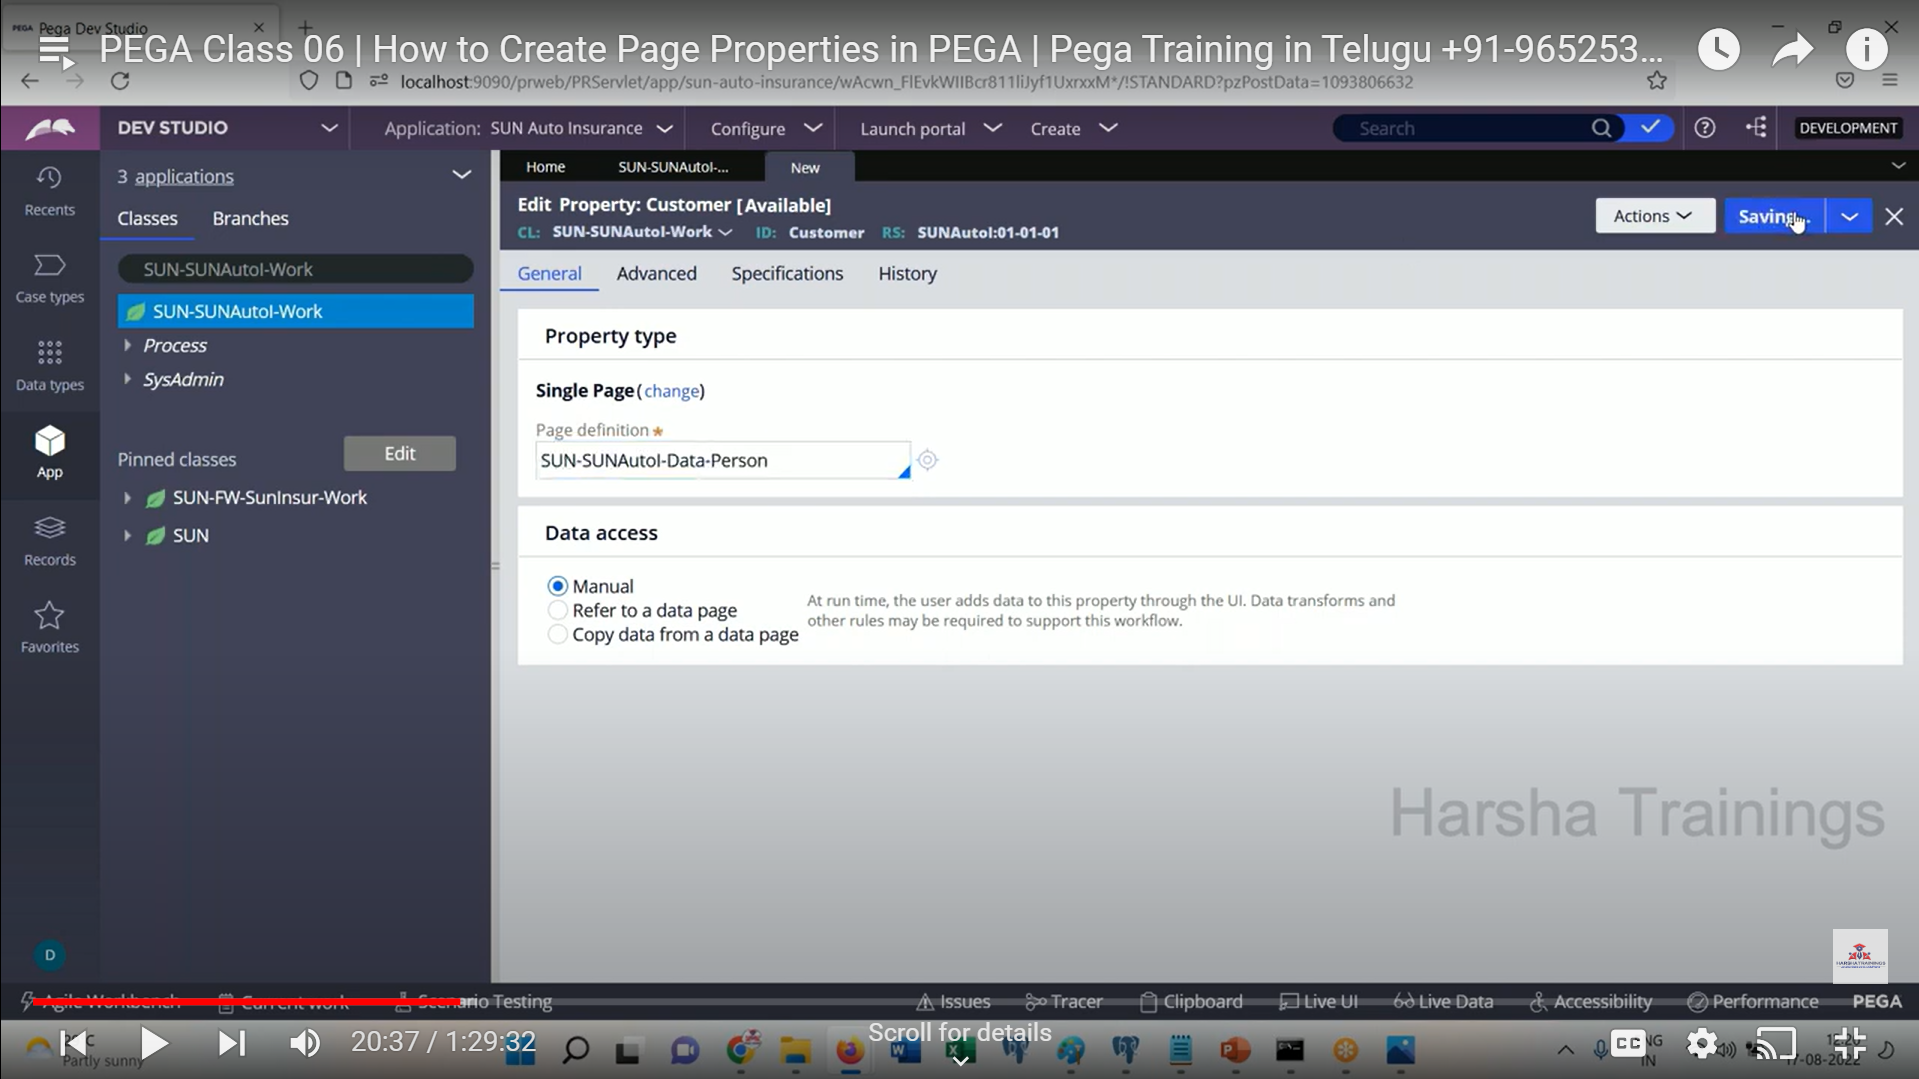 PEGA Pega Dev Studio
PEGA Class 06 | How to Create Page Properties in PEGA | Pega Training in Telugu +91-965253...
localhost:9090/prweb/PRServlet/app/sun-auto-insurance/wAcwn_FlEvkWIIBcr811liJyf1UxrxxM*/!STANDARD?pzPostData=1093806632
DEV STUDIO
Application: SUN Auto Insurance
Configure
Launch portal
Create
Search
DEVELOPMENT
Recents
Case types
Data types
App
Records
Favorites
D
3 applications
Classes
Branches
SUN-SUNAutoI-Work
SUN-SUNAutoI-Work
Process
SysAdmin
Pinned classes
Edit
SUN-FW-SunInsur-Work
SUN
Home
SUN-SUNAutoI-...
New
Edit Property: Customer [Available]
CL: SUN-SUNAutoI-Work ID: Customer RS: SUNAutoI:01-01-01
Actions
Saving...
General
Advanced
Specifications
History
Property type
Single Page (change)
Page definition *
SUN-SUNAutoI-Data-Person
Data access
Manual
Refer to a data page
Copy data from a data page
At run time, the user adds data to this property through the UI. Data transforms and
other rules may be required to support this workflow.
Harsha Trainings
HARSHA TRAININGS
Agile Workbench
Current work
Scenario Testing
Issues
Tracer
Clipboard
Live UI
Live Data
Accessibility
Performance
PEGA
20:37 / 1:29:32
Scroll for details
Partly sunny
CC
IN